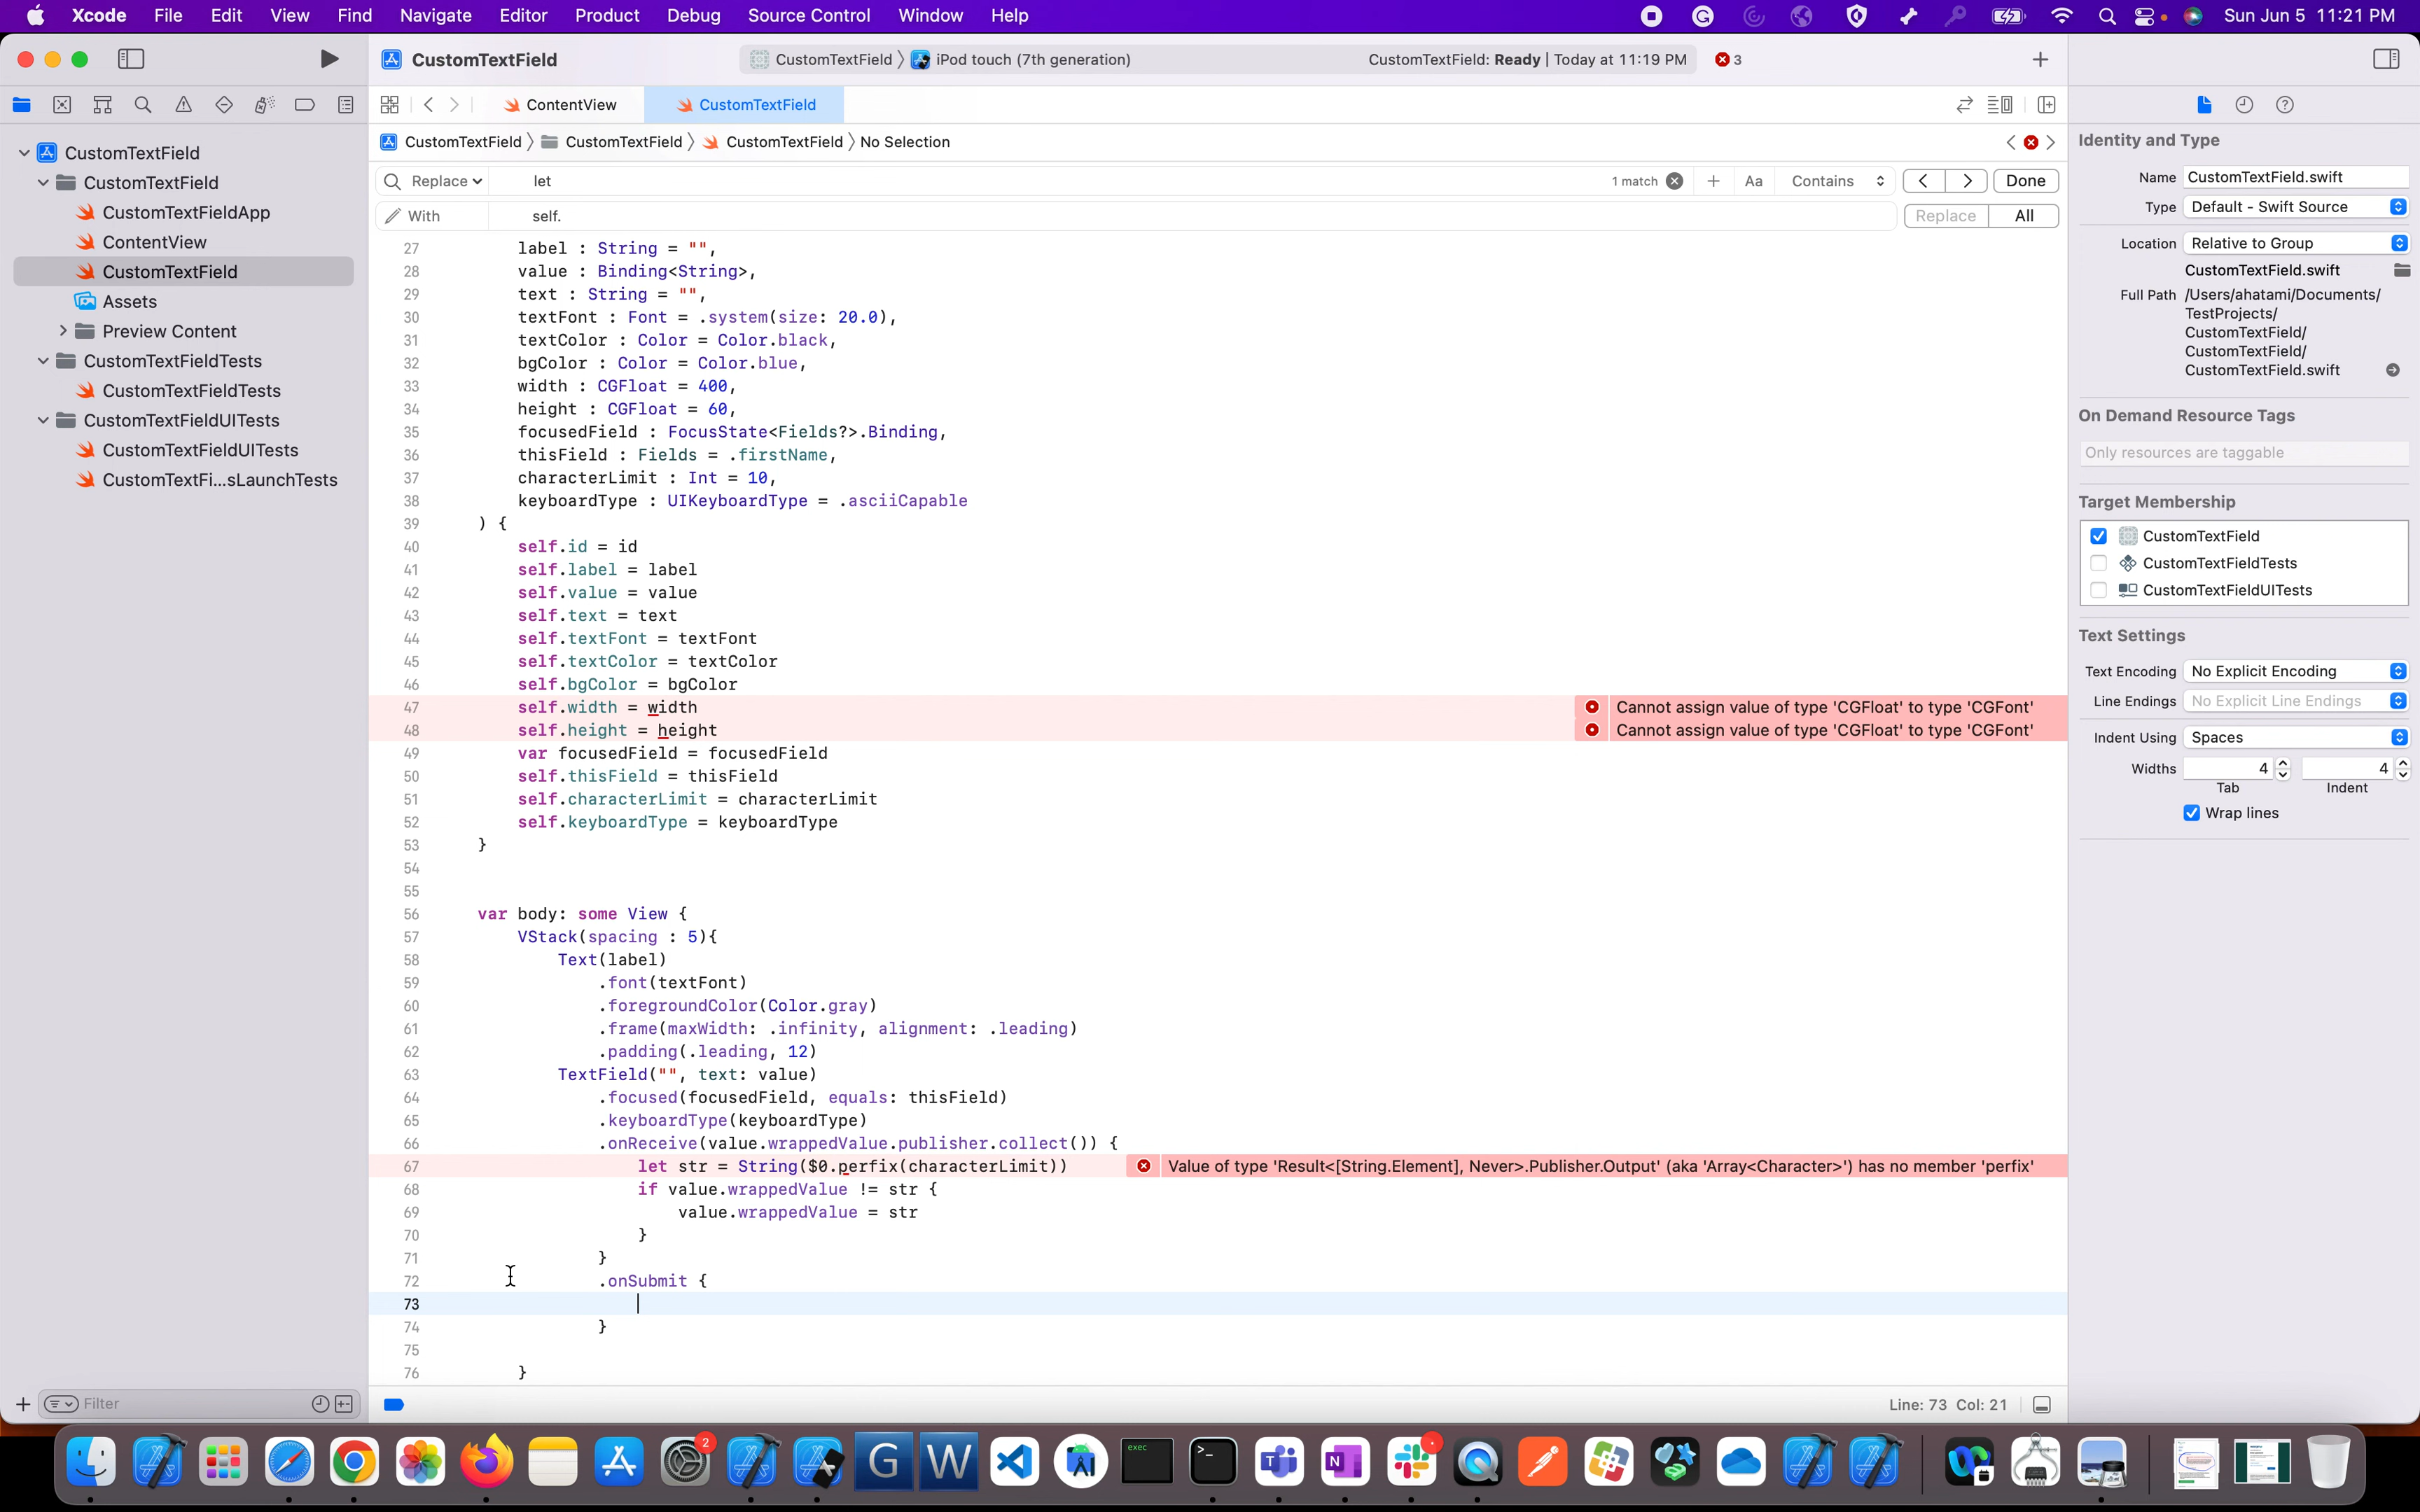 Xcode File Edit View Find Navigate Editor Product Debug Source Control Window Help Sun Jun 5 11:21 PM
CustomTextField CustomTextField iPod touch (7th generation) CustomTextField: Ready | Today at 11:19 PM 3
ContentView CustomTextField
CustomTextField CustomTextField CustomTextField No Selection
Replace let 1 match Aa Contains Done
With self. Replace All
CustomTextField
CustomTextField
CustomTextFieldApp
ContentView
CustomTextField
Assets
Preview Content
CustomTextFieldTests
CustomTextFieldTests
CustomTextFieldUITests
CustomTextFieldUITests
CustomTextFi...sLaunchTests
Filter
27 label : String = "",
28 value : Binding<String>,
29 text : String = "",
30 textFont : Font = .system(size: 20.0),
31 textColor : Color = Color.black,
32 bgColor : Color = Color.blue,
33 width : CGFloat = 400,
34 height : CGFloat = 60,
35 focusedField : FocusState<Fields?>.Binding,
36 thisField : Fields = .firstName,
37 characterLimit : Int = 10,
38 keyboardType : UIKeyboardType = .asciiCapable
39 ) {
40 self.id = id
41 self.label = label
42 self.value = value
43 self.text = text
44 self.textFont = textFont
45 self.textColor = textColor
46 self.bgColor = bgColor
47 self.width = width Cannot assign value of type 'CGFloat' to type 'CGFont'
48 self.height = height Cannot assign value of type 'CGFloat' to type 'CGFont'
49 var focusedField = focusedField
50 self.thisField = thisField
51 self.characterLimit = characterLimit
52 self.keyboardType = keyboardType
53 }
54
55
56 var body: some View {
57 VStack(spacing : 5){
58 Text(label)
59 .font(textFont)
60 .foregroundColor(Color.gray)
61 .frame(maxWidth: .infinity, alignment: .leading)
62 .padding(.leading, 12)
63 TextField("", text: value)
64 .focused(focusedField, equals: thisField)
65 .keyboardType(keyboardType)
66 .onReceive(value.wrappedValue.publisher.collect()) {
67 let str = String($0.perfix(characterLimit)) Value of type 'Result<[String.Element], Never>.Publisher.Output' (aka 'Array<Character>') has no member 'perfix'
68 if value.wrappedValue != str {
69 value.wrappedValue = str
70 }
71 }
72 .onSubmit {
73
74 }
75
76 }
Line: 73 Col: 21
Identity and Type
Name CustomTextField.swift
Type Default - Swift Source
Location Relative to Group
CustomTextField.swift
Full Path /Users/ahatami/Documents/
TestProjects/
CustomTextField/
CustomTextField/
CustomTextField.swift
On Demand Resource Tags
Only resources are taggable
Target Membership
CustomTextField
CustomTextFieldTests
CustomTextFieldUITests
Text Settings
Text Encoding No Explicit Encoding
Line Endings No Explicit Line Endings
Indent Using Spaces
Widths 4 4
Tab Indent
Wrap lines
2 G W exec >_ T N